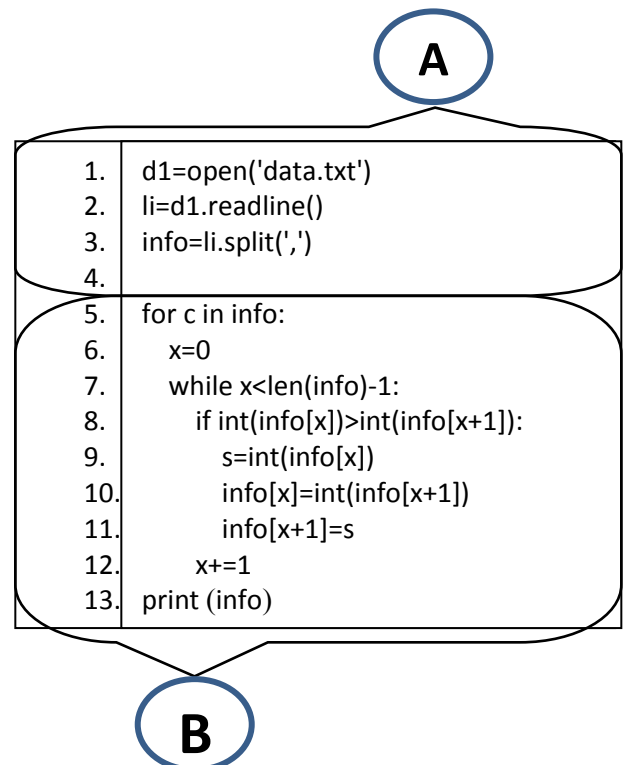 A
1. d1=open('data.txt')
2. li=d1.readline()
3. info=li.split(',')
4.
5. for c in info:
6. x=0
7. while x<len(info)-1:
8. if int(info[x])>int(info[x+1]):
9. s=int(info[x])
10. info[x]=int(info[x+1])
11. info[x+1]=s
12. x+=1
13. print (info)
B